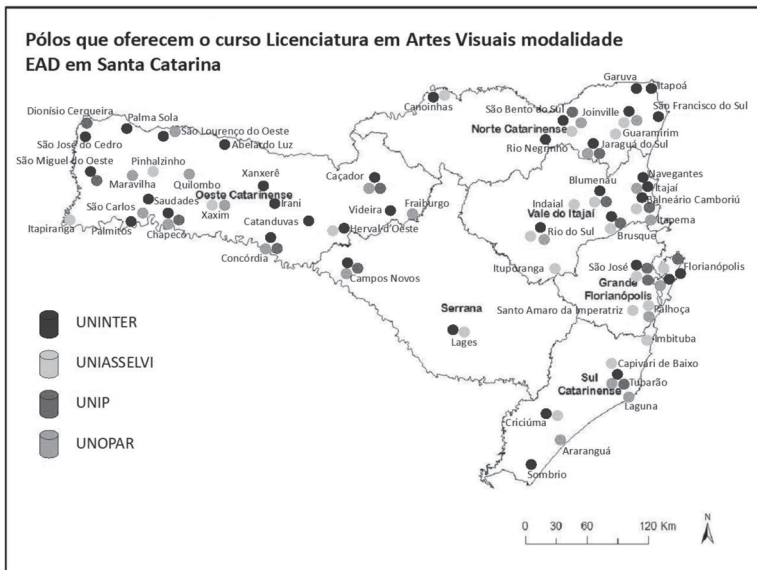 Pólos que oferecem o curso Licenciatura em Artes Visuais modalidade
EAD em Santa Catarina
Garuva
Itapoá
Canoinhas
São Bento do Sul
Joinville
São Francisco do Sul
Dionísio Cerqueira
Palma Sola
São Lourenço do Oeste
Norte Catarinense
Guaramirim
São José do Cedro
Abelardo Luz
Rio Negrinho
Jaraguá do Sul
São Miguel do Oeste
Pinhalzinho
Caçador
Blumenau
Navegantes
Maravilha
Quilombo
Xanxerê
Itajaí
Oeste Catarinense
Fraiburgo
Indaial
Balneário Camboriú
São Carlos
Saudades
Xaxim
Irani
Videira
Vale do Itajaí
Itapiranga
Palmitos
Chapecó
Catanduvas
Herval d'Oeste
Rio do Sul
Brusque
Itapema
Concórdia
Campos Novos
Ituporanga
São José
Florianópolis
Grande
Florianópolis
UNINTER
Serrana
Santo Amaro da Imperatriz
Palhoça
Lages
Imbituba
UNIASSELVI
Capivari de Baixo
Sul
Catarinense
Tubarão
UNIP
Laguna
Criciúma
UNOPAR
Araranguá
Sombrio
N
0 30 60 120 Km